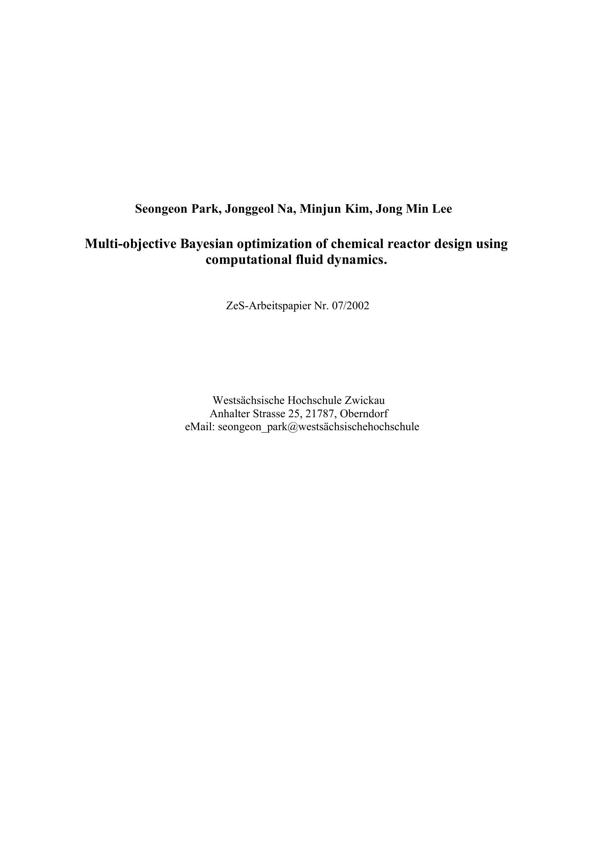 Seongeon Park, Jonggeol Na, Minjun Kim, Jong Min Lee
Multi-objective Bayesian optimization of chemical reactor design using
computational fluid dynamics.
ZeS-Arbeitspapier Nr. 07/2002
Westsächsische Hochschule Zwickau
Anhalter Strasse 25, 21787, Oberndorf
eMail: seongeon_park@westsächsischehochschule